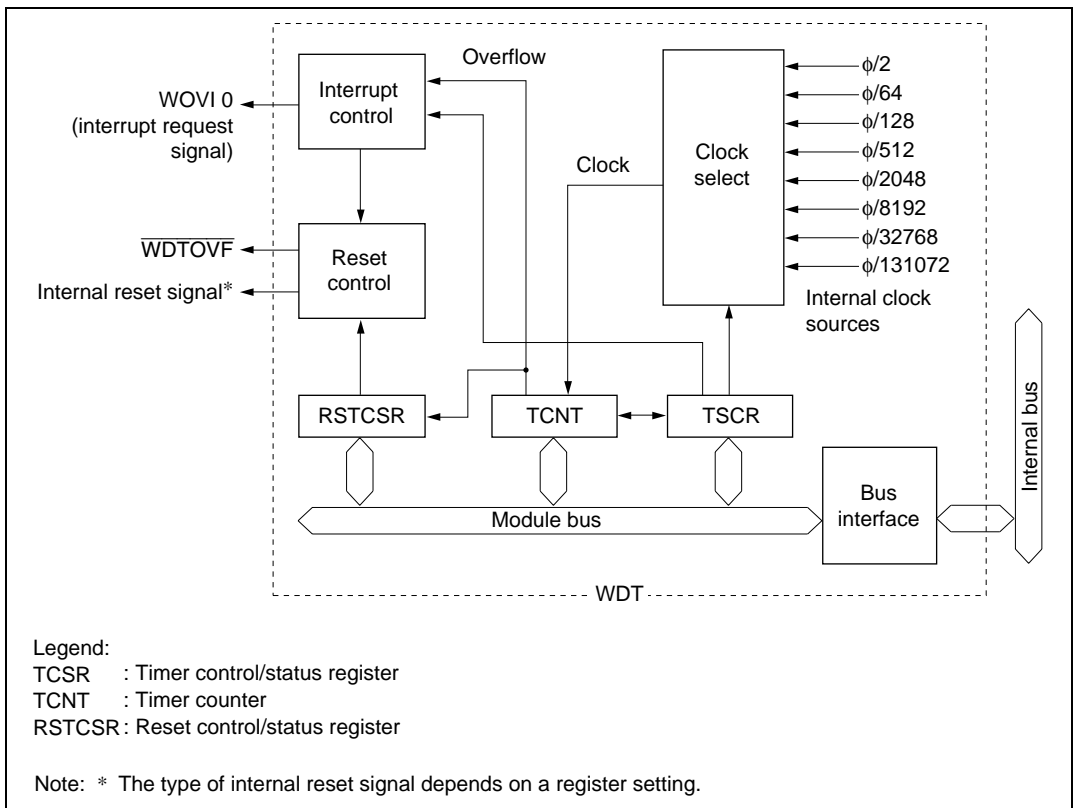 Overflow
Interrupt
control
WOVI 0
(interrupt request
signal)
Reset
control
WDTOVF
Internal reset signal*
Clock
Clock
select
ϕ/2
ϕ/64
ϕ/128
ϕ/512
ϕ/2048
ϕ/8192
ϕ/32768
ϕ/131072
Internal clock
sources
RSTCSR
TCNT
TSCR
Module bus
Bus
interface
Internal bus
WDT
Legend:
TCSR : Timer control/status register
TCNT : Timer counter
RSTCSR : Reset control/status register
Note: * The type of internal reset signal depends on a register setting.